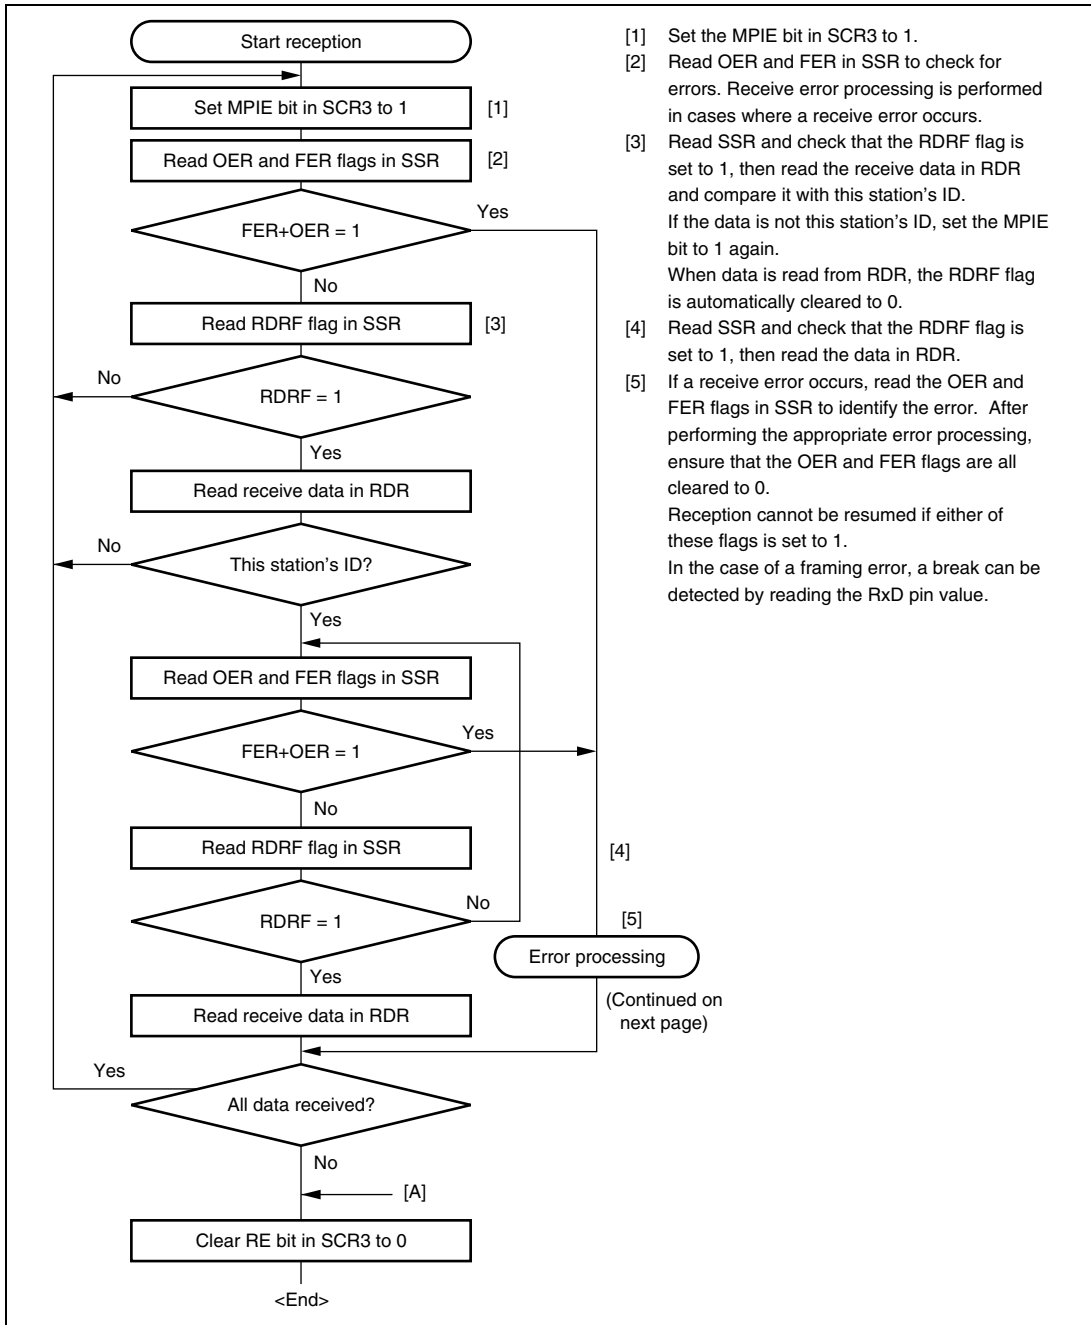 Start reception
Set MPIE bit in SCR3 to 1
[1]
Read OER and FER flags in SSR
[2]
Yes
FER+OER = 1
No
Read RDRF flag in SSR
[3]
No
RDRF = 1
Yes
Read receive data in RDR
No
This station's ID?
Yes
Read OER and FER flags in SSR
Yes
FER+OER = 1
No
Read RDRF flag in SSR
[4]
No
RDRF = 1
[5]
Error processing
Yes
(Continued on
next page)
Read receive data in RDR
Yes
All data received?
No
[A]
Clear RE bit in SCR3 to 0
<End>
[1] Set the MPIE bit in SCR3 to 1.
[2] Read OER and FER in SSR to check for
errors. Receive error processing is performed
in cases where a receive error occurs.
[3] Read SSR and check that the RDRF flag is
set to 1, then read the receive data in RDR
and compare it with this station's ID.
If the data is not this station's ID, set the MPIE
bit to 1 again.
When data is read from RDR, the RDRF flag
is automatically cleared to 0.
[4] Read SSR and check that the RDRF flag is
set to 1, then read the data in RDR.
[5] If a receive error occurs, read the OER and
FER flags in SSR to identify the error. After
performing the appropriate error processing,
ensure that the OER and FER flags are all
cleared to 0.
Reception cannot be resumed if either of
these flags is set to 1.
In the case of a framing error, a break can be
detected by reading the RxD pin value.